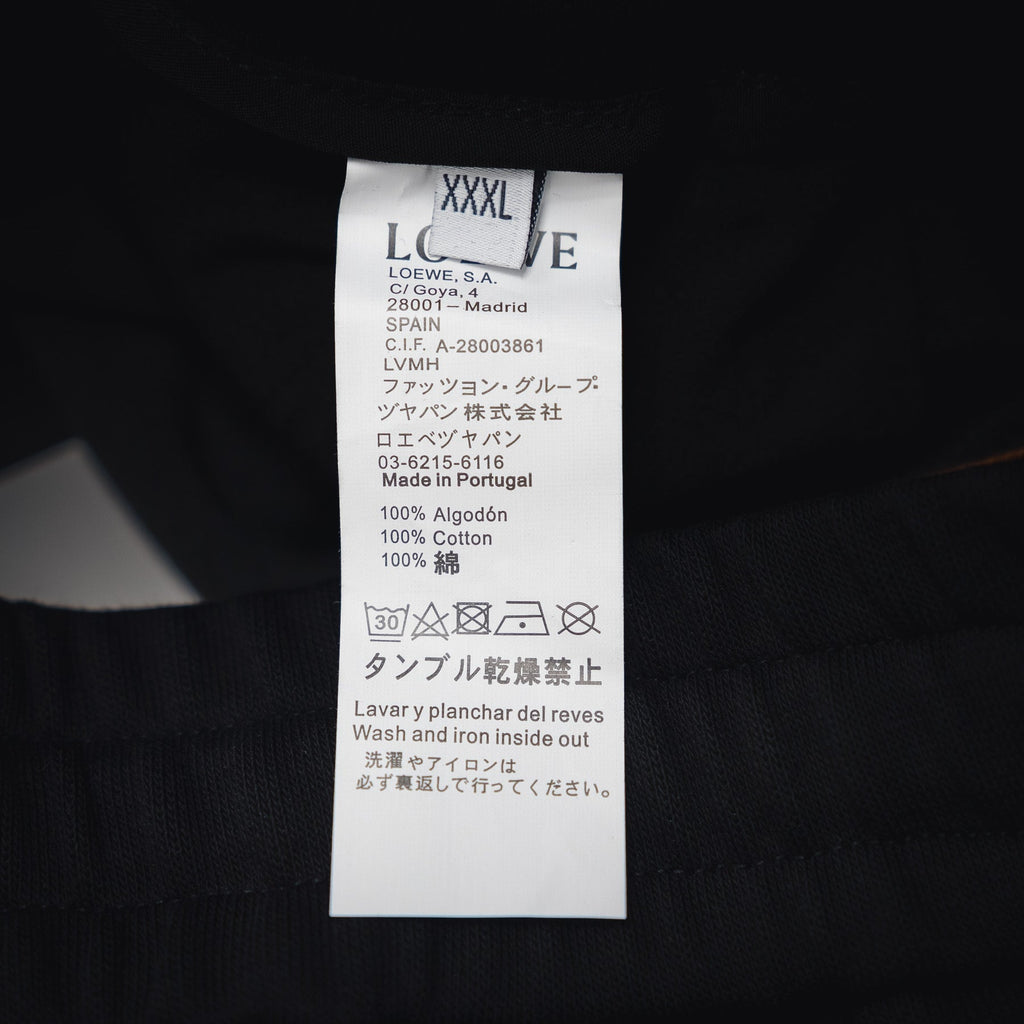 XXXL
LOEWE
LOEWE, S.A.
C/ Goya, 4
28001 – Madrid
SPAIN
C.I.F. A-28003861
LVMH
ファッツョン・グループ・
ヅヤパン 株式会社
ロエベヅヤパン
03-6215-6116
Made in Portugal
100% Algodón
100% Cotton
100% 綿
30
タンブル乾燥禁止
Lavar y planchar del reves
Wash and iron inside out
洗濯やアイロンは
必ず裏返しで行ってください。